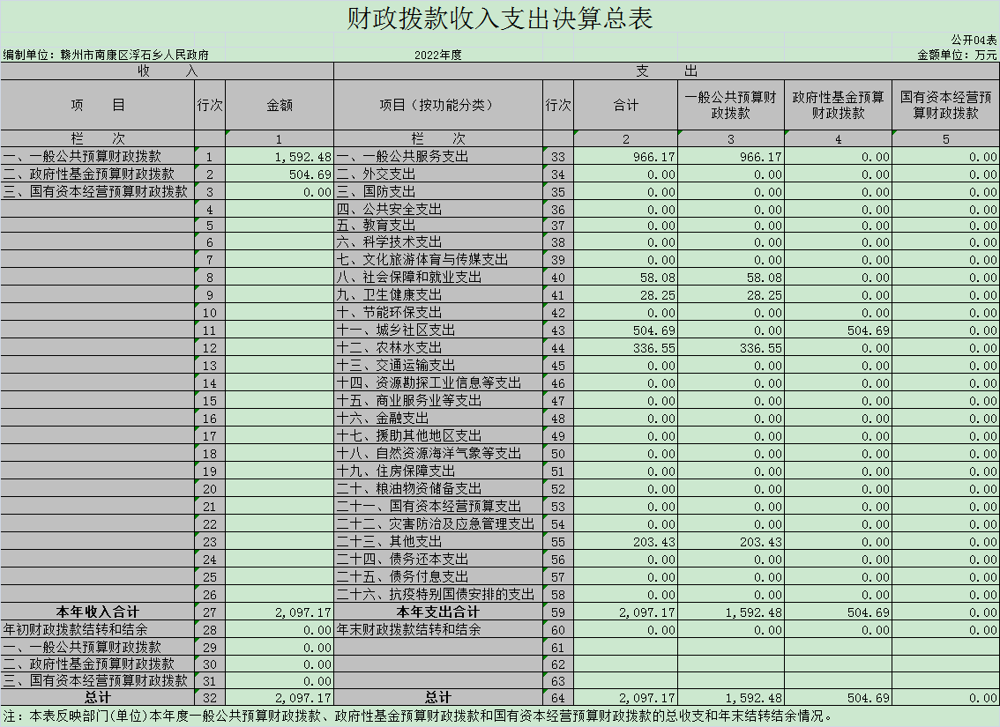 财政拨款收入支出决算总表
公开04表
编制单位：赣州市南康区浮石乡人民政府 2022年度 金额单位：万元
收 入 支 出
项 目 行次 金额 项目（按功能分类） 行次 合计 一般公共预算财政拨款 政府性基金预算财政拨款 国有资本经营预算财政拨款
栏 次 1 栏 次 2 3 4 5
一、一般公共预算财政拨款 1 1,592.48 一、一般公共服务支出 33 966.17 966.17 0.00 0.00
二、政府性基金预算财政拨款 2 504.69 二、外交支出 34 0.00 0.00 0.00 0.00
三、国有资本经营预算财政拨款 3 0.00 三、国防支出 35 0.00 0.00 0.00 0.00
4 四、公共安全支出 36 0.00 0.00 0.00 0.00
5 五、教育支出 37 0.00 0.00 0.00 0.00
6 六、科学技术支出 38 0.00 0.00 0.00 0.00
7 七、文化旅游体育与传媒支出 39 0.00 0.00 0.00 0.00
8 八、社会保障和就业支出 40 58.08 58.08 0.00 0.00
9 九、卫生健康支出 41 28.25 28.25 0.00 0.00
10 十、节能环保支出 42 0.00 0.00 0.00 0.00
11 十一、城乡社区支出 43 504.69 0.00 504.69 0.00
12 十二、农林水支出 44 336.55 336.55 0.00 0.00
13 十三、交通运输支出 45 0.00 0.00 0.00 0.00
14 十四、资源勘探工业信息等支出 46 0.00 0.00 0.00 0.00
15 十五、商业服务业等支出 47 0.00 0.00 0.00 0.00
16 十六、金融支出 48 0.00 0.00 0.00 0.00
17 十七、援助其他地区支出 49 0.00 0.00 0.00 0.00
18 十八、自然资源海洋气象等支出 50 0.00 0.00 0.00 0.00
19 十九、住房保障支出 51 0.00 0.00 0.00 0.00
20 二十、粮油物资储备支出 52 0.00 0.00 0.00 0.00
21 二十一、国有资本经营预算支出 53 0.00 0.00 0.00 0.00
22 二十二、灾害防治及应急管理支出 54 0.00 0.00 0.00 0.00
23 二十三、其他支出 55 203.43 203.43 0.00 0.00
24 二十四、债务还本支出 56 0.00 0.00 0.00 0.00
25 二十五、债务付息支出 57 0.00 0.00 0.00 0.00
26 二十六、抗疫特别国债安排的支出 58 0.00 0.00 0.00 0.00
本年收入合计 27 2,097.17 本年支出合计 59 2,097.17 1,592.48 504.69 0.00
年初财政拨款结转和结余 28 0.00 年末财政拨款结转和结余 60 0.00 0.00 0.00 0.00
一、一般公共预算财政拨款 29 0.00 61
二、政府性基金预算财政拨款 30 0.00 62
三、国有资本经营预算财政拨款 31 0.00 63
总计 32 2,097.17 总计 64 2,097.17 1,592.48 504.69 0.00
注：本表反映部门(单位)本年度一般公共预算财政拨款、政府性基金预算财政拨款和国有资本经营预算财政拨款的总收支和年末结转结余情况。